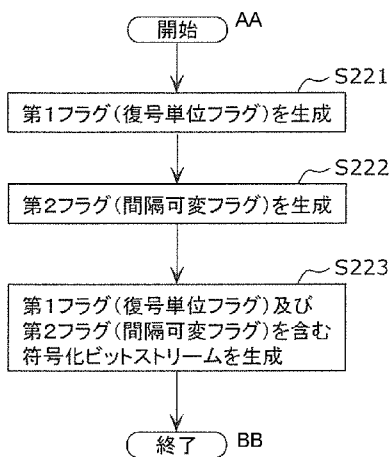 開始 AA
S221
第1フラグ(復号単位フラグ)を生成
S222
第2フラグ(間隔可変フラグ)を生成
S223
第1フラグ(復号単位フラグ)及び
第2フラグ(間隔可変フラグ)を含む
符号化ビットストリームを生成
終了 BB